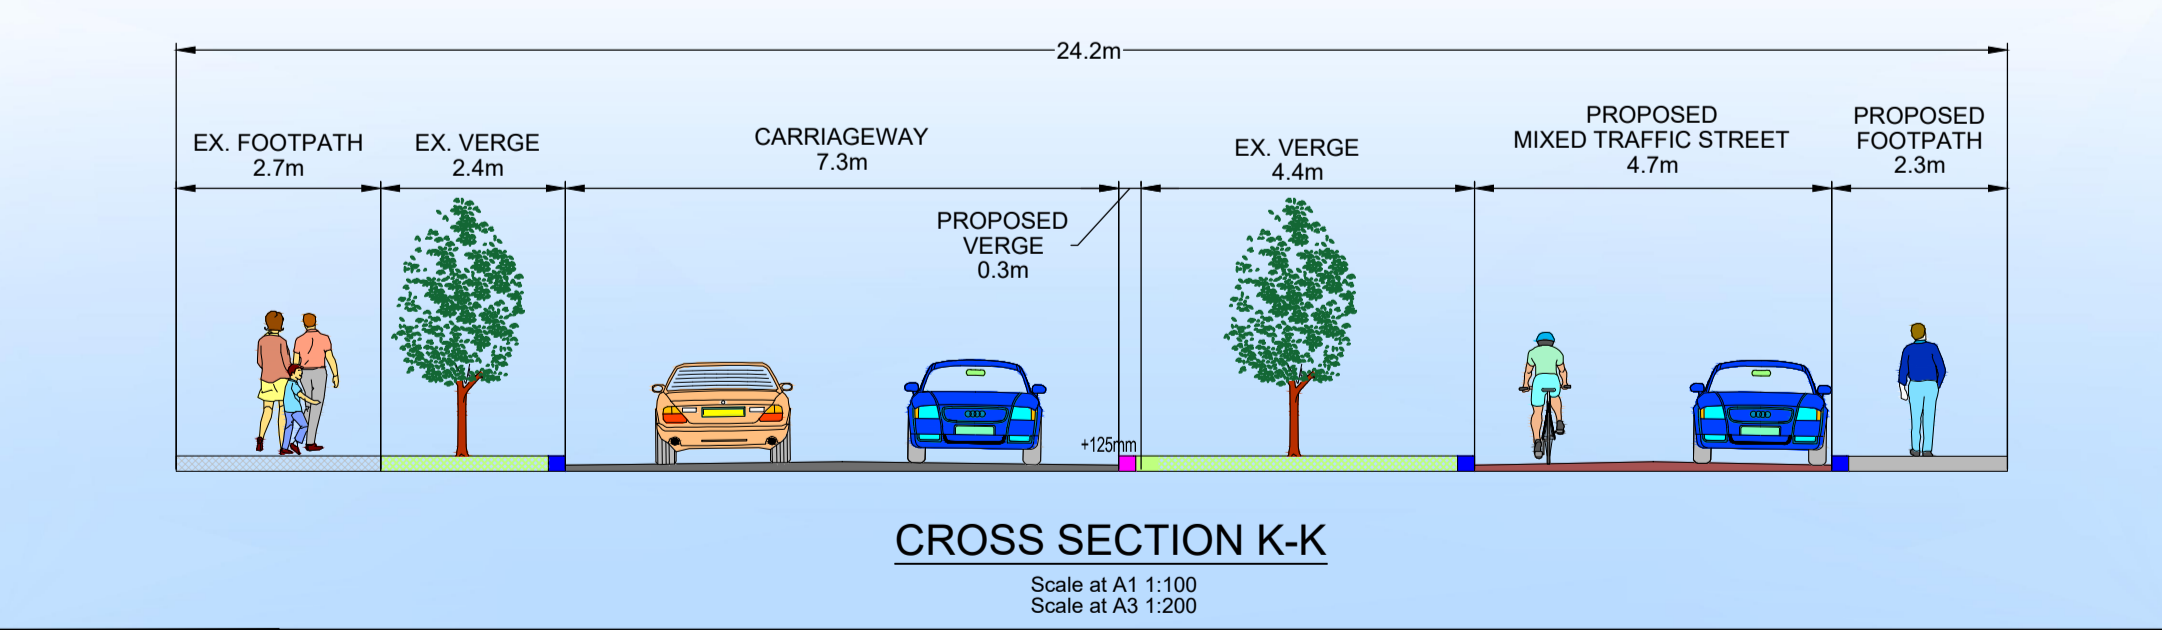 24.2m
EX. FOOTPATH
2.7m
EX. VERGE
2.4m
CARRIAGEWAY
7.3m
PROPOSED
VERGE
0.3m
EX. VERGE
4.4m
PROPOSED
MIXED TRAFFIC STREET
4.7m
PROPOSED
FOOTPATH
2.3m
+125mm
CROSS SECTION K-K
Scale at A1 1:100
Scale at A3 1:200